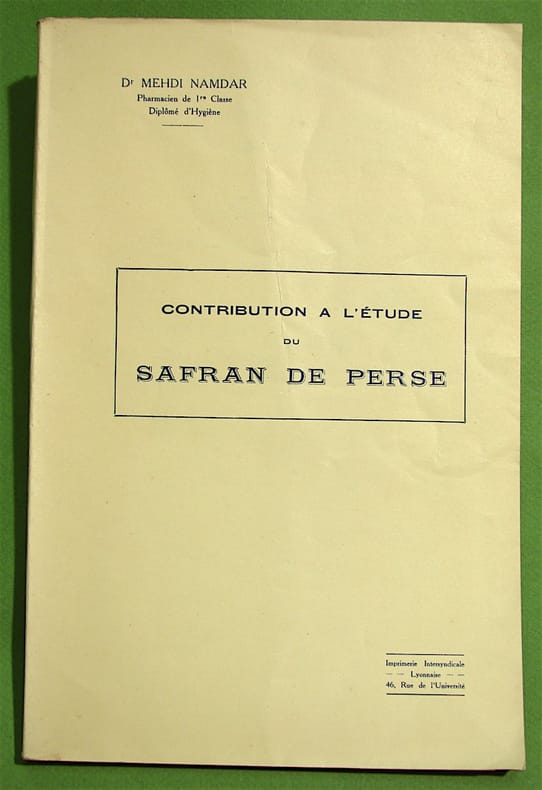 Dr MEHDI NAMDAR
Pharmacien de 1re Classe
Diplômé d'Hygiène
CONTRIBUTION A L'ÉTUDE
DU
SAFRAN DE PERSE
Imprimerie Intersyndicale
— — Lyonnaise — —
46, Rue de l'Université